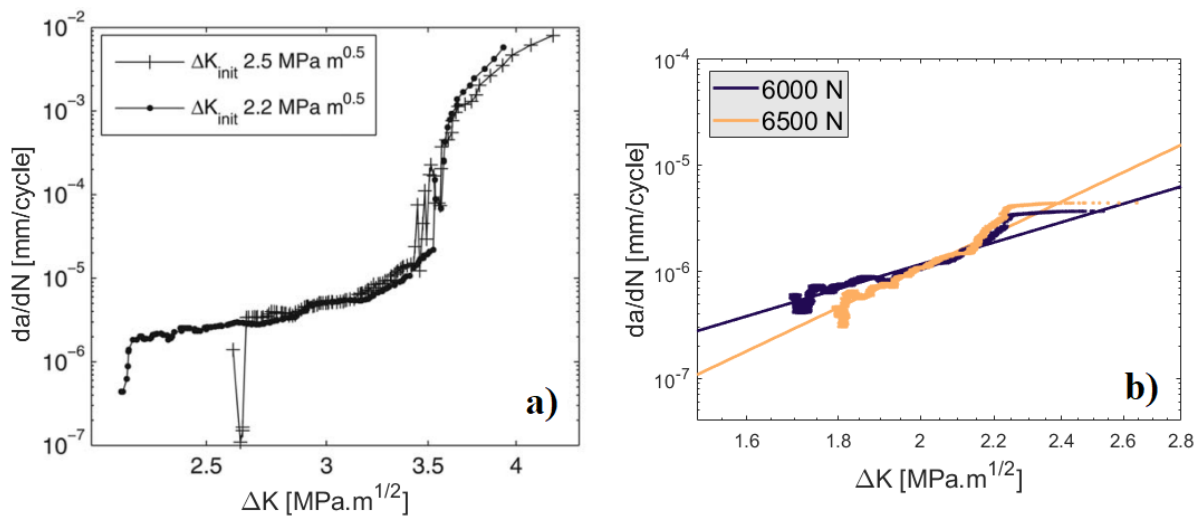 10⁻²
10⁻³
10⁻⁴
10⁻⁵
10⁻⁶
10⁻⁷
da/dN [mm/cycle]
ΔK_init 2.5 MPa m^0.5
ΔK_init 2.2 MPa m^0.5
a)
2.5 3 3.5 4
ΔK [MPa.m^1/2]
10⁻⁴
10⁻⁵
10⁻⁶
10⁻⁷
da/dN [mm/cycle]
6000 N
6500 N
b)
1.6 1.8 2 2.2 2.4 2.6 2.8
ΔK [MPa.m^1/2]